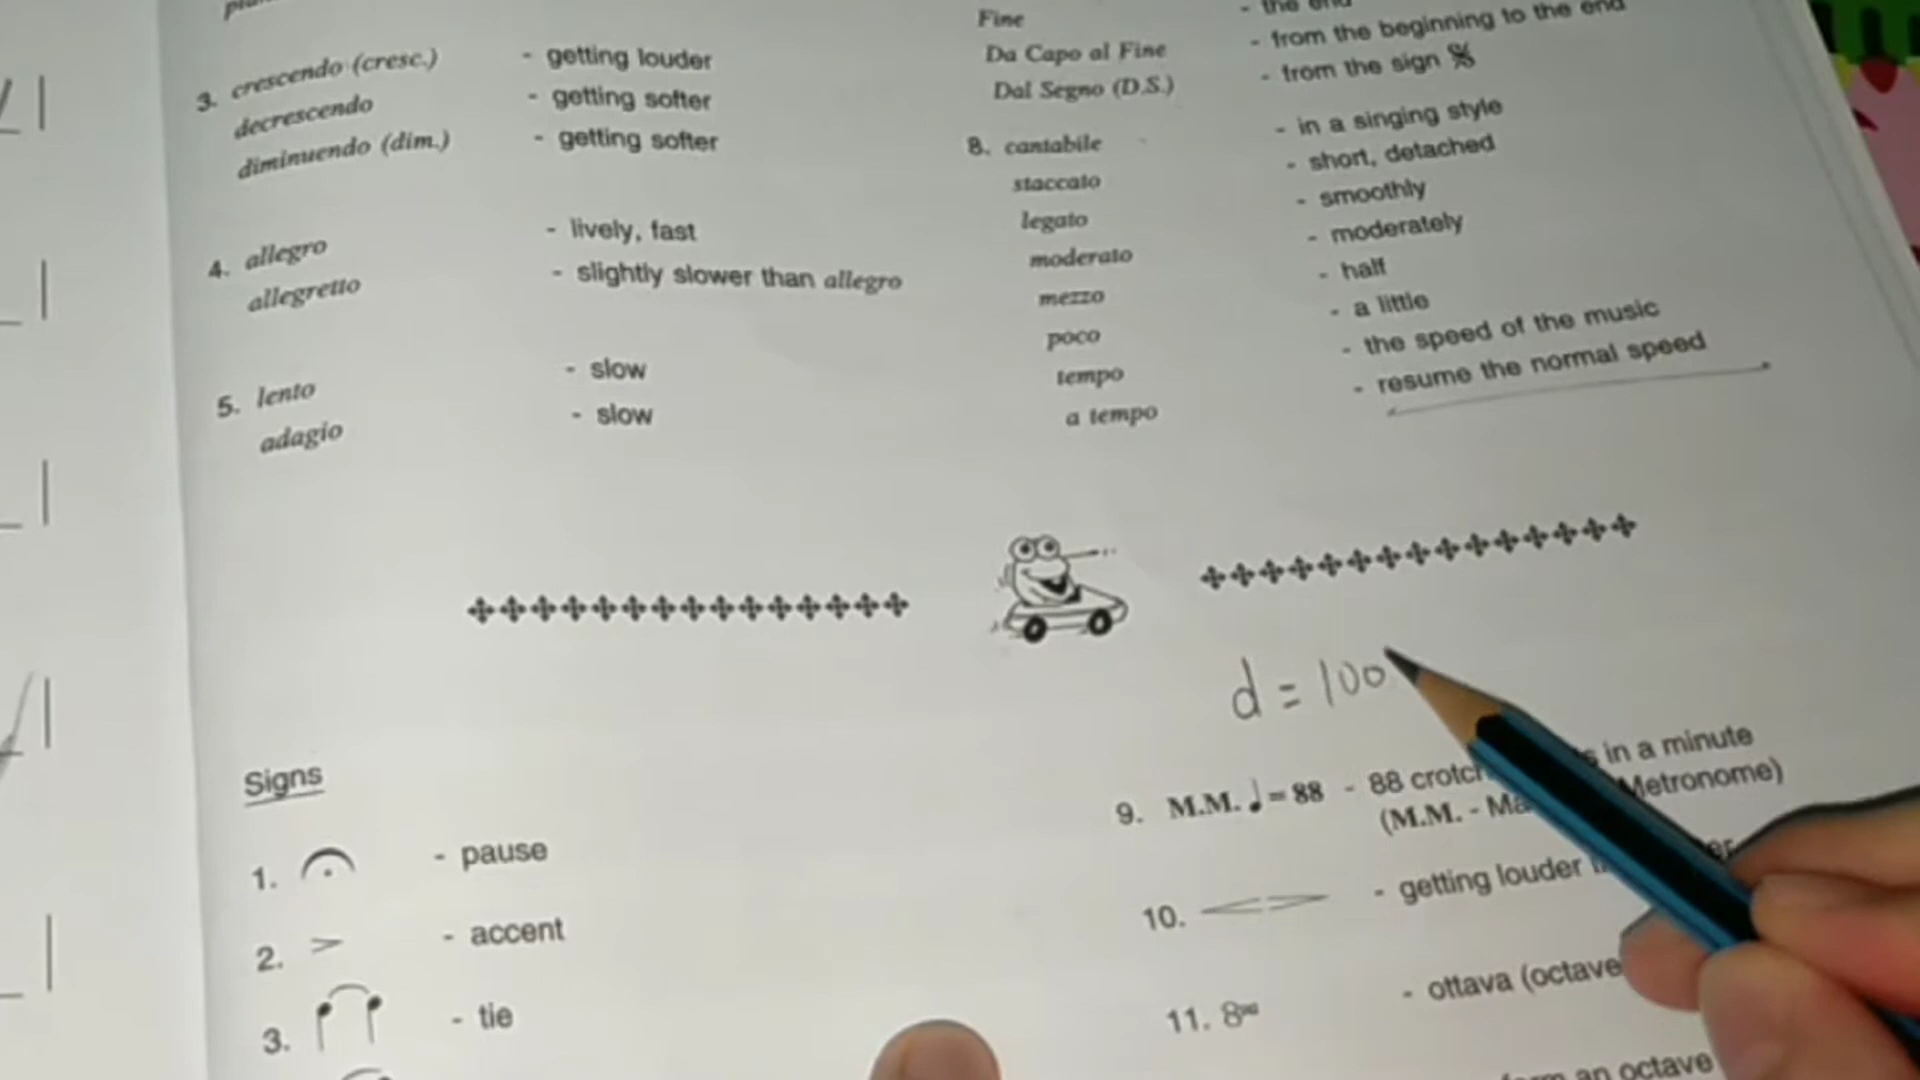 3. crescendo (cresc.) - getting louder
decrescendo - getting softer
diminuendo (dim.) - getting softer
4. allegro - lively, fast
allegretto - slightly slower than allegro
5. lento - slow
adagio - slow
Fine - the end
Da Capo al Fine - from the beginning to the end
Dal Segno (D.S.) - from the sign 𝄋
8. cantabile - in a singing style
staccato - short, detached
legato - smoothly
moderato - moderately
mezzo - half
poco - a little
tempo - the speed of the music
a tempo - resume the normal speed
d = 100
Signs
1. - pause
2. > - accent
3. - tie
9. M.M. ♩= 88 - 88 in a minute
(M.M. - Metronome)
10. < > - getting louder
11. 8va - ottava (octave
an octave